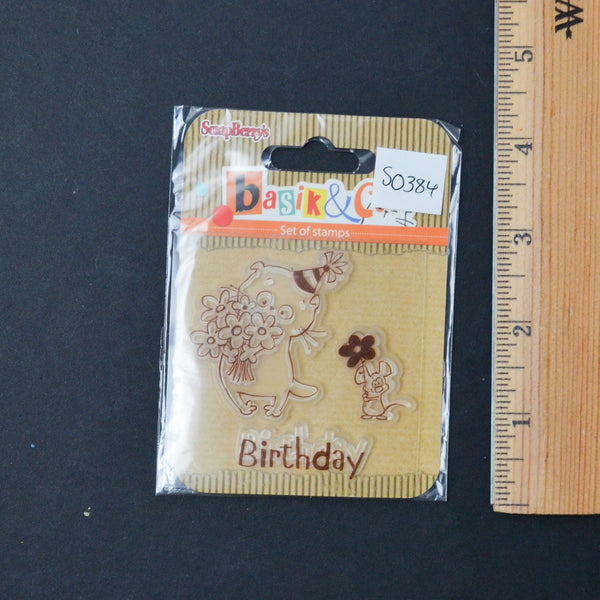 ScrapBerry's
basik &
S0384
Set of stamps
Birthday
5
4
3
2
1
W